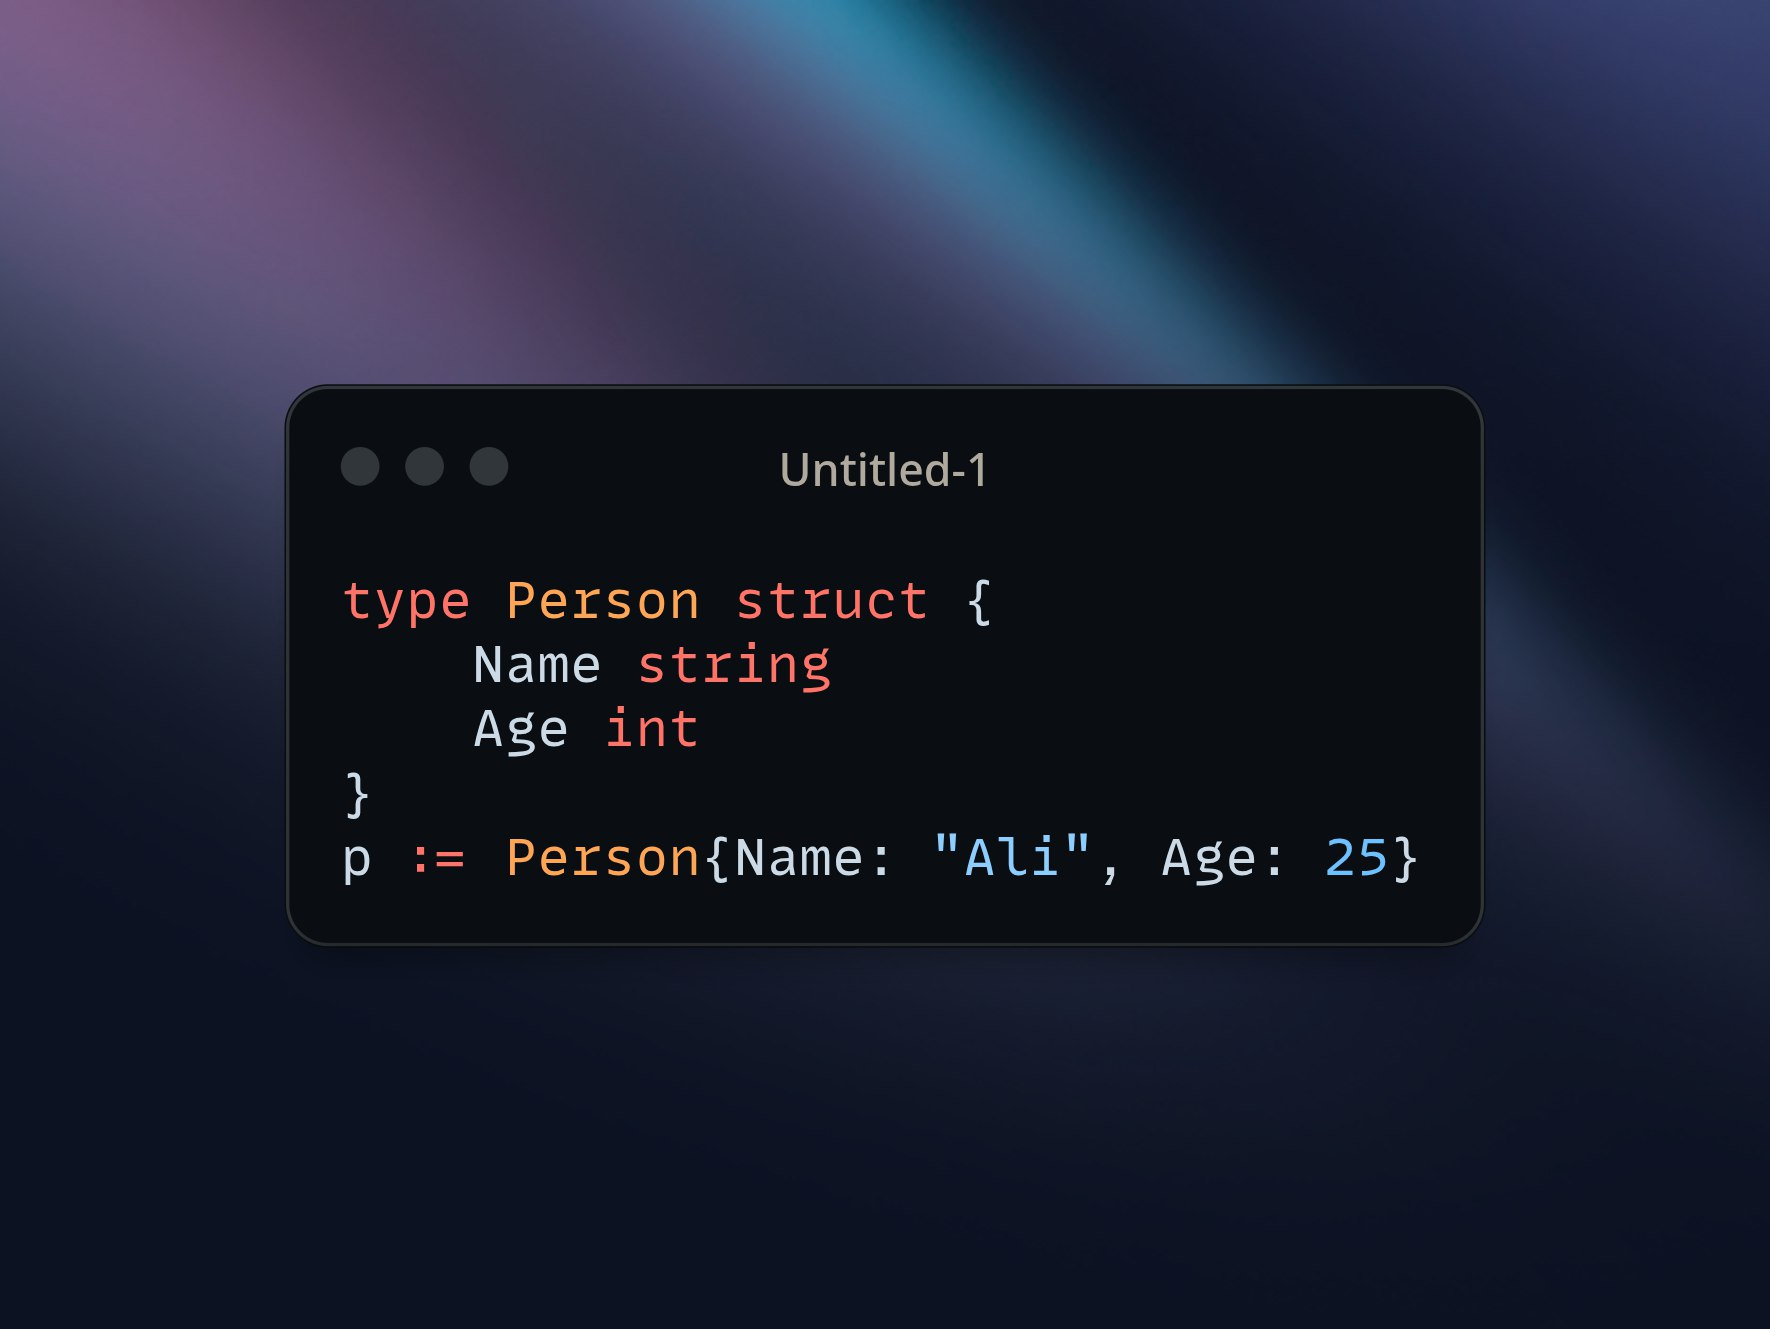 Untitled-1
type Person struct {
    Name string
    Age int
}
p := Person{Name: "Ali", Age: 25}